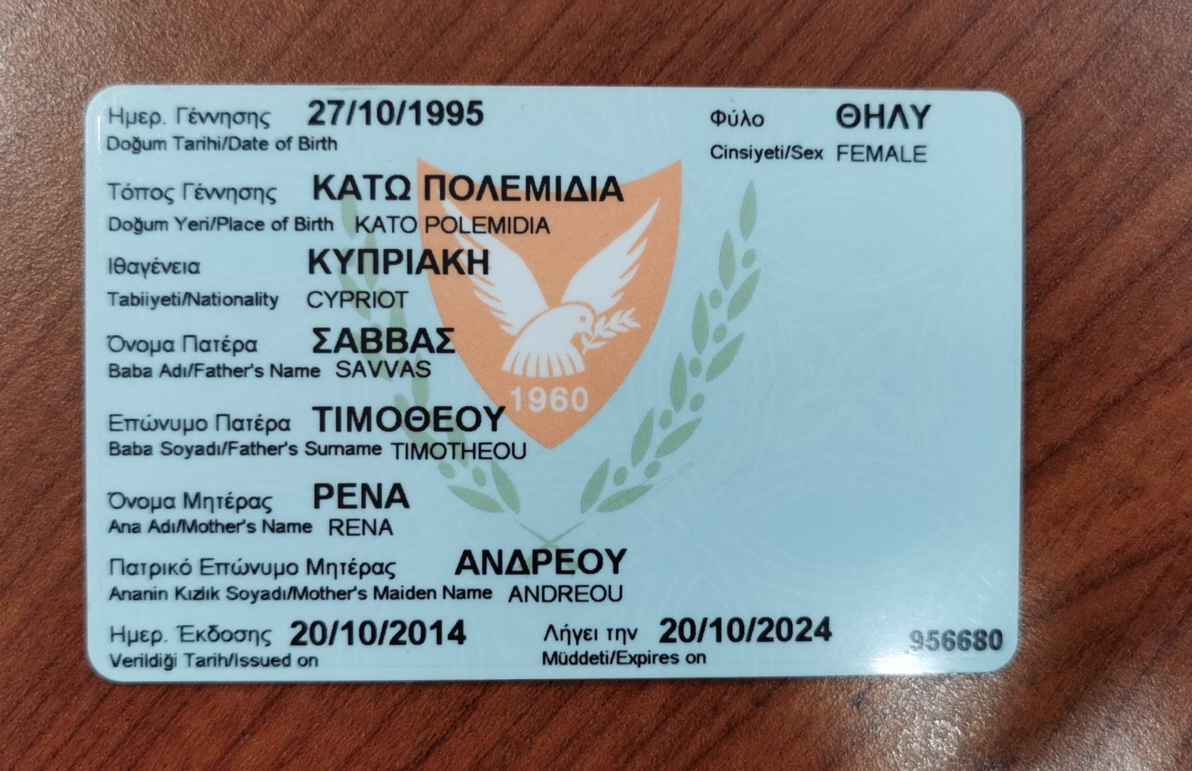 Ημερ. Γέννησης 27/10/1995 Φύλο ΘΗΛΥ
Doğum Tarihi/Date of Birth Cinsiyeti/Sex FEMALE
Τόπος Γέννησης ΚΑΤΩ ΠΟΛΕΜΙΔΙΑ
Doğum Yeri/Place of Birth KATO POLEMIDIA
Ιθαγένεια ΚΥΠΡΙΑΚΗ
Tabiiyeti/Nationality CYPRIOT
Όνομα Πατέρα ΣΑΒΒΑΣ
Baba Adı/Father's Name SAVVAS
1960
Επώνυμο Πατέρα ΤΙΜΟΘΕΟΥ
Baba Soyadı/Father's Surname TIMOTHEOU
Όνομα Μητέρας ΡΕΝΑ
Ana Adı/Mother's Name RENA
Πατρικό Επώνυμο Μητέρας ΑΝΔΡΕΟΥ
Ananin Kızlık Soyadı/Mother's Maiden Name ANDREOU
Ημερ. Έκδοσης 20/10/2014 Λήγει την 20/10/2024 956680
Verildiği Tarih/Issued on Müddeti/Expires on